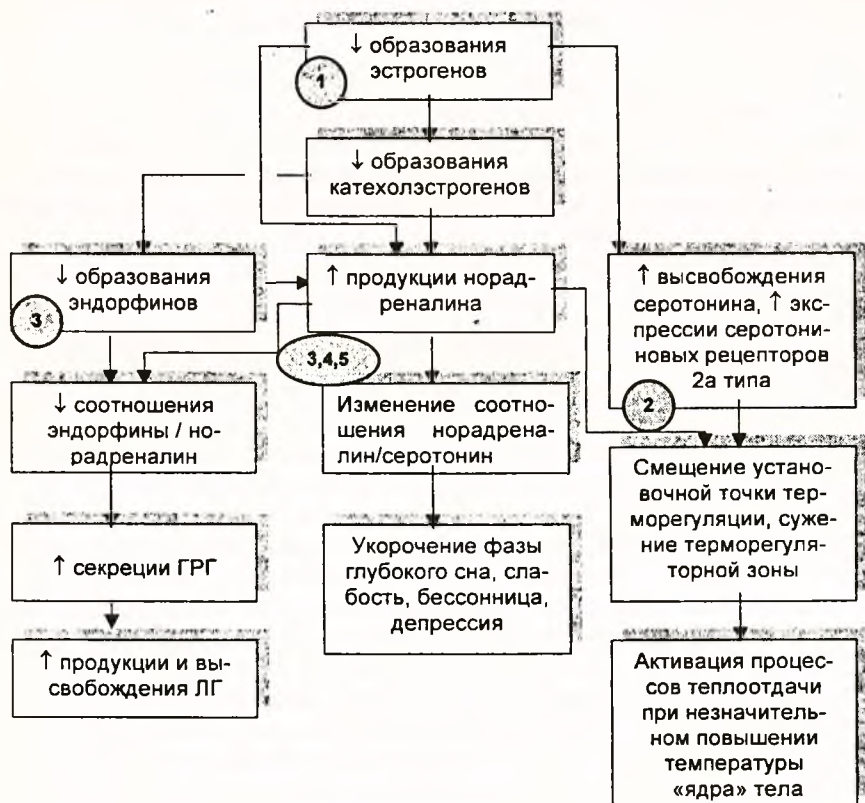 ↓ образования
эстрогенов
1
↓ образования
катехолэстрогенов
↓ образования
эндорфинов
3
↑ продукции норад-
реналина
3,4,5
↑ высвобождения
серотонина, ↑ экс-
прессии серотони-
новых рецепторов
2а типа
2
↓ соотношения
эндорфины / но-
радреналин
Изменение соотно-
шения норадрена-
лин/серотонин
Смещение устано-
вочной точки тер-
морегуляции, суже-
ние терморегуля-
торной зоны
↑ секреции ГРГ
Укорочение фазы
глубокого сна, сла-
бость, бессонница,
депрессия
↑ продукции и вы-
свобождения ЛГ
Активация процес-
сов теплоотдачи
при незначитель-
ном повышении
температуры
«ядра» тела